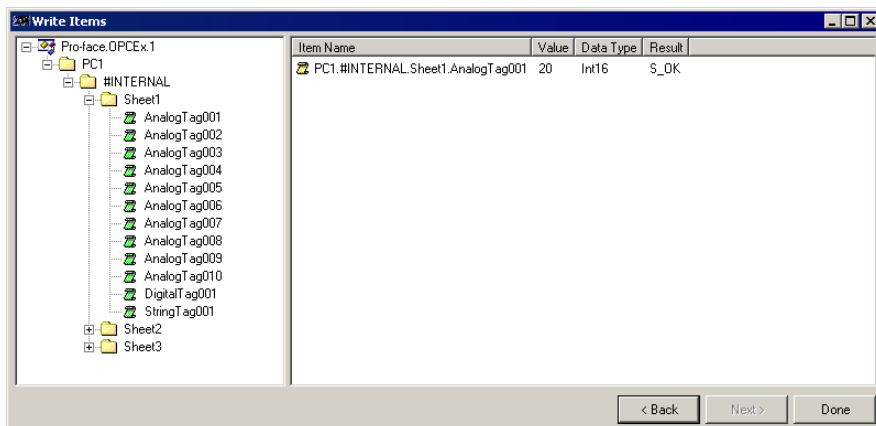 Write Items
Pro-face.OPCEx.1
PC1
#INTERNAL
Sheet1
AnalogTag001
AnalogTag002
AnalogTag003
AnalogTag004
AnalogTag005
AnalogTag006
AnalogTag007
AnalogTag008
AnalogTag009
AnalogTag010
DigitalTag001
StringTag001
Sheet2
Sheet3
Item Name Value Data Type Result
PC1.#INTERNAL.Sheet1.AnalogTag001 20 Int16 S_OK
< Back Next > Done